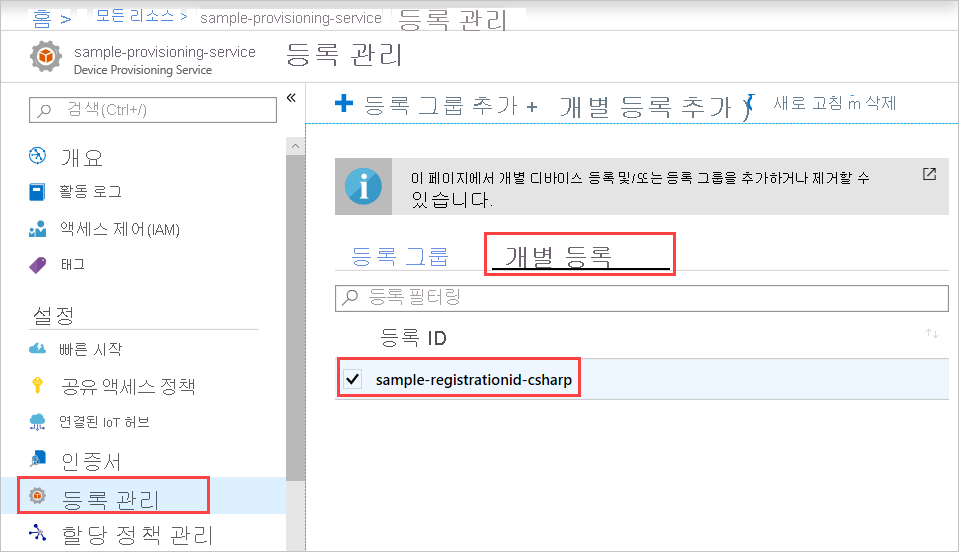 홈 > 모든 리소스 > sample-provisioning-service 등록 관리
sample-provisioning-service
Device Provisioning Service
등록 관리
«
검색(Ctrl+/)
개요
활동 로그
액세스 제어(IAM)
태그
설정
빠른 시작
공유 액세스 정책
연결된 IoT 허브
인증서
등록 관리
할당 정책 관리
+ 등록 그룹 추가 + 개별 등록 추가 새로 고침 삭제
이 페이지에서 개별 디바이스 등록 및/또는 등록 그룹을 추가하거나 제거할 수
있습니다.
등록 그룹 개별 등록
등록 필터링
등록 ID
sample-registrationid-csharp